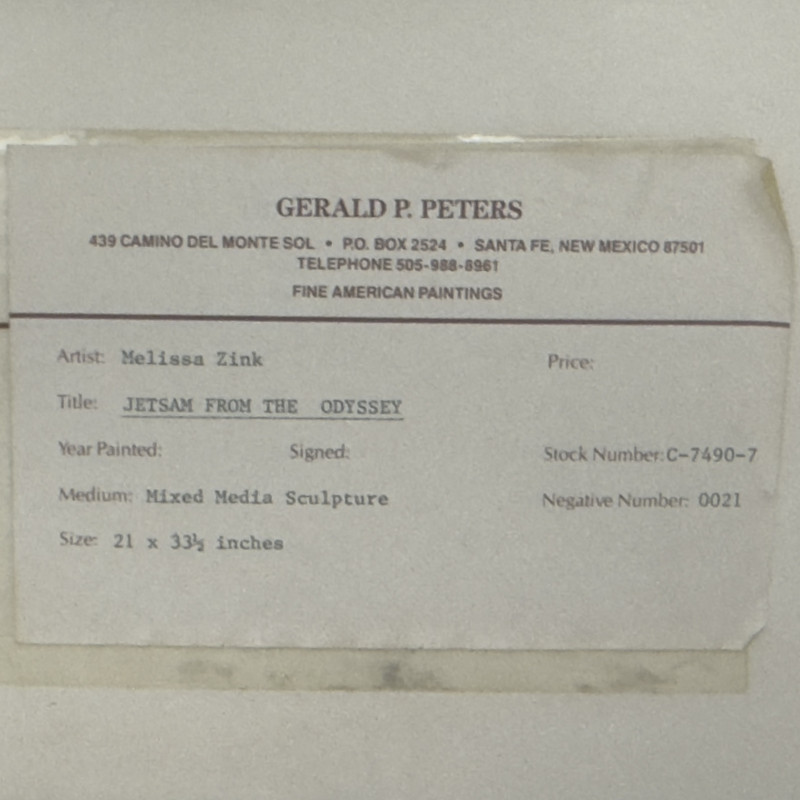 GERALD P. PETERS
439 CAMINO DEL MONTE SOL • P.O. BOX 2524 • SANTA FE, NEW MEXICO 87501
TELEPHONE 505-988-8961
FINE AMERICAN PAINTINGS
Artist: Melissa Zink Price:
Title: JETSAM FROM THE ODYSSEY
Year Painted: Signed: Stock Number: C-7490-7
Medium: Mixed Media Sculpture Negative Number: 0021
Size: 21 x 33½ inches